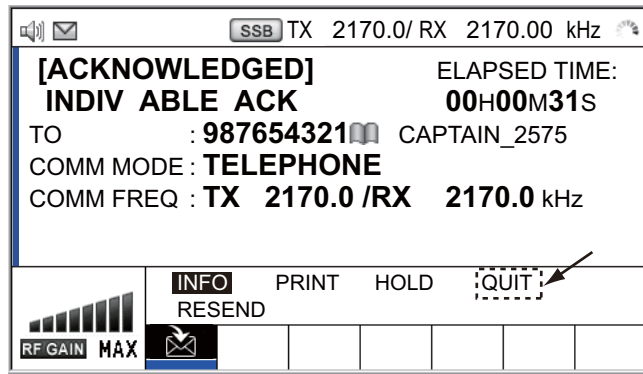 SSB TX 2170.0/ RX 2170.00 kHz
[ACKNOWLEDGED] ELAPSED TIME:
INDIV ABLE ACK 00H00M31S
TO : 987654321 CAPTAIN_2575
COMM MODE : TELEPHONE
COMM FREQ : TX 2170.0 /RX 2170.0 kHz
INFO PRINT HOLD QUIT
RESEND
RF GAIN MAX